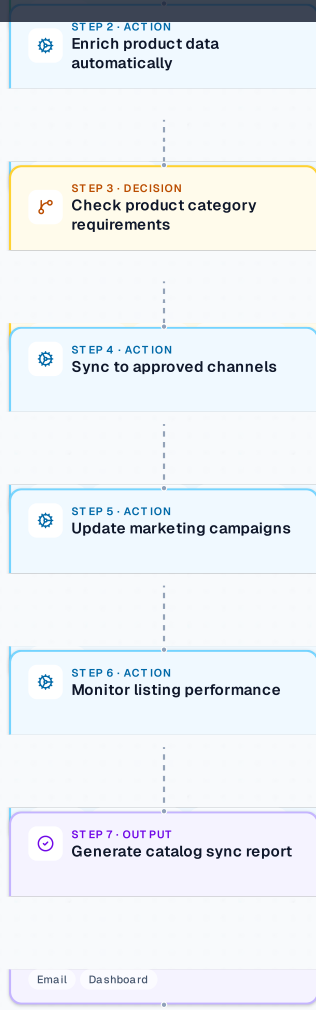 STEP 2 · ACTION
Enrich product data
automatically
STEP 3 · DECISION
Check product category
requirements
STEP 4 · ACTION
Sync to approved channels
STEP 5 · ACTION
Update marketing campaigns
STEP 6 · ACTION
Monitor listing performance
STEP 7 · OUTPUT
Generate catalog sync report
Email Dashboard